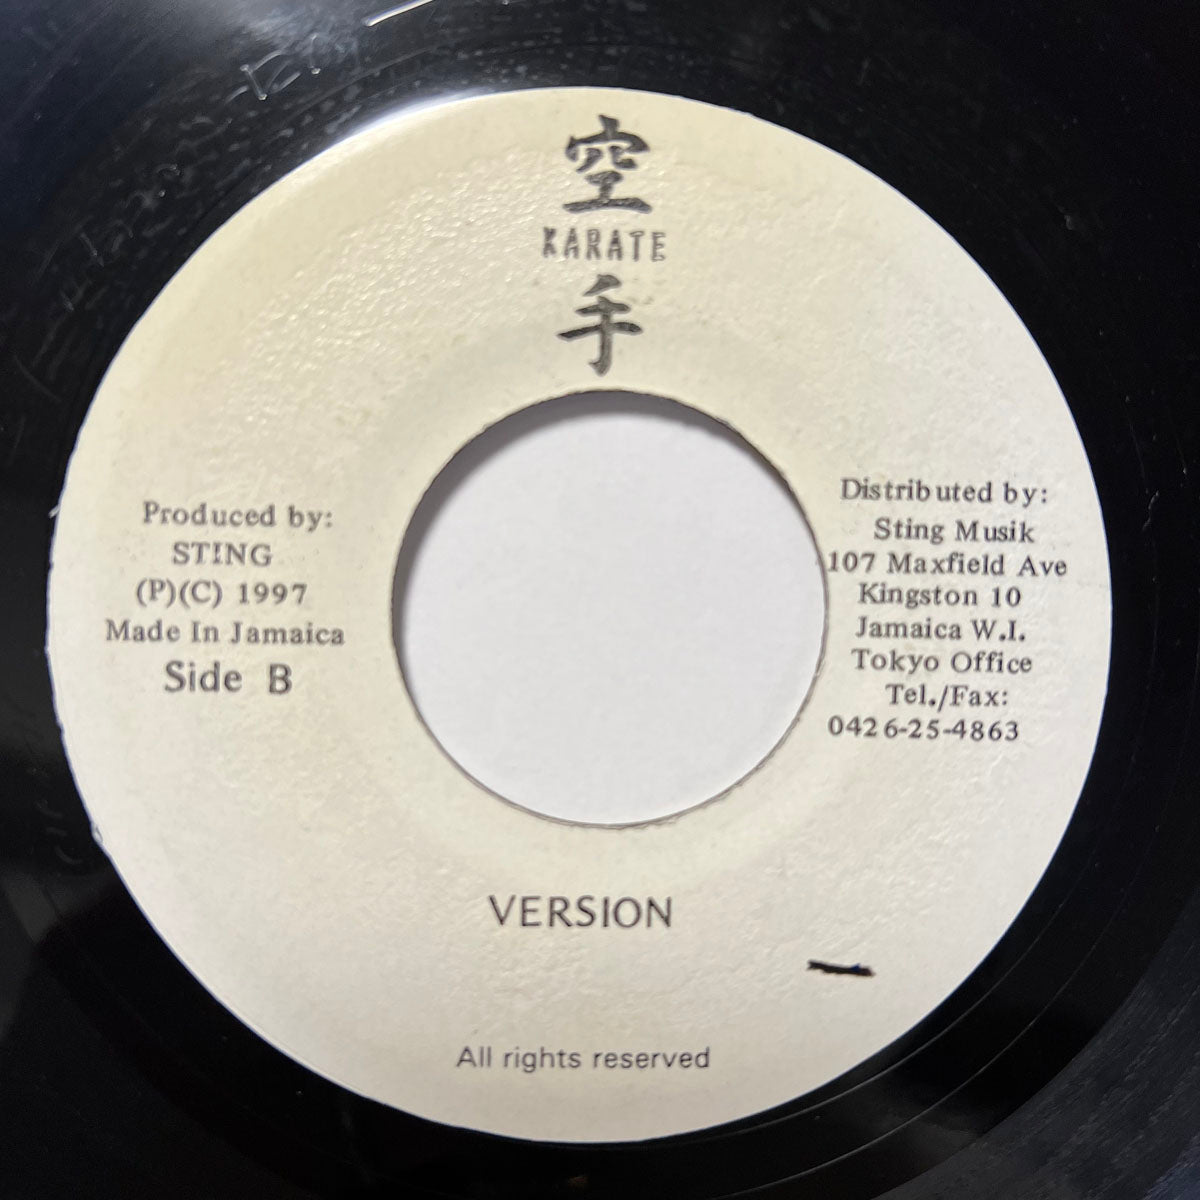 空
KARATE
手
Produced by:
STING
(P)(C) 1997
Made In Jamaica
Side B
Distributed by:
Sting Musik
107 Maxfield Ave
Kingston 10
Jamaica W.I.
Tokyo Office
Tel./Fax:
0426-25-4863
VERSION
All rights reserved